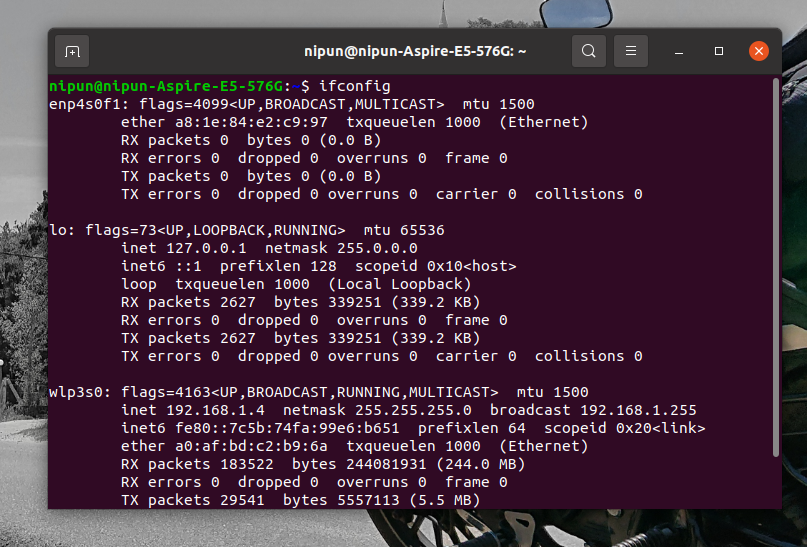 nipun@nipun-Aspire-E5-576G: ~
nipun@nipun-Aspire-E5-576G:~$ ifconfig
enp4s0f1: flags=4099<UP,BROADCAST,MULTICAST>  mtu 1500
        ether a8:1e:84:e2:c9:97  txqueuelen 1000  (Ethernet)
        RX packets 0  bytes 0 (0.0 B)
        RX errors 0  dropped 0  overruns 0  frame 0
        TX packets 0  bytes 0 (0.0 B)
        TX errors 0  dropped 0 overruns 0  carrier 0  collisions 0
lo: flags=73<UP,LOOPBACK,RUNNING>  mtu 65536
        inet 127.0.0.1  netmask 255.0.0.0
        inet6 ::1  prefixlen 128  scopeid 0x10<host>
        loop  txqueuelen 1000  (Local Loopback)
        RX packets 2627  bytes 339251 (339.2 KB)
        RX errors 0  dropped 0  overruns 0  frame 0
        TX packets 2627  bytes 339251 (339.2 KB)
        TX errors 0  dropped 0 overruns 0  carrier 0  collisions 0
wlp3s0: flags=4163<UP,BROADCAST,RUNNING,MULTICAST>  mtu 1500
        inet 192.168.1.4  netmask 255.255.255.0  broadcast 192.168.1.255
        inet6 fe80::7c5b:74fa:99e6:b651  prefixlen 64  scopeid 0x20<link>
        ether a0:af:bd:c2:b9:6a  txqueuelen 1000  (Ethernet)
        RX packets 183522  bytes 244081931 (244.0 MB)
        RX errors 0  dropped 0  overruns 0  frame 0
        TX packets 29541  bytes 5557113 (5.5 MB)